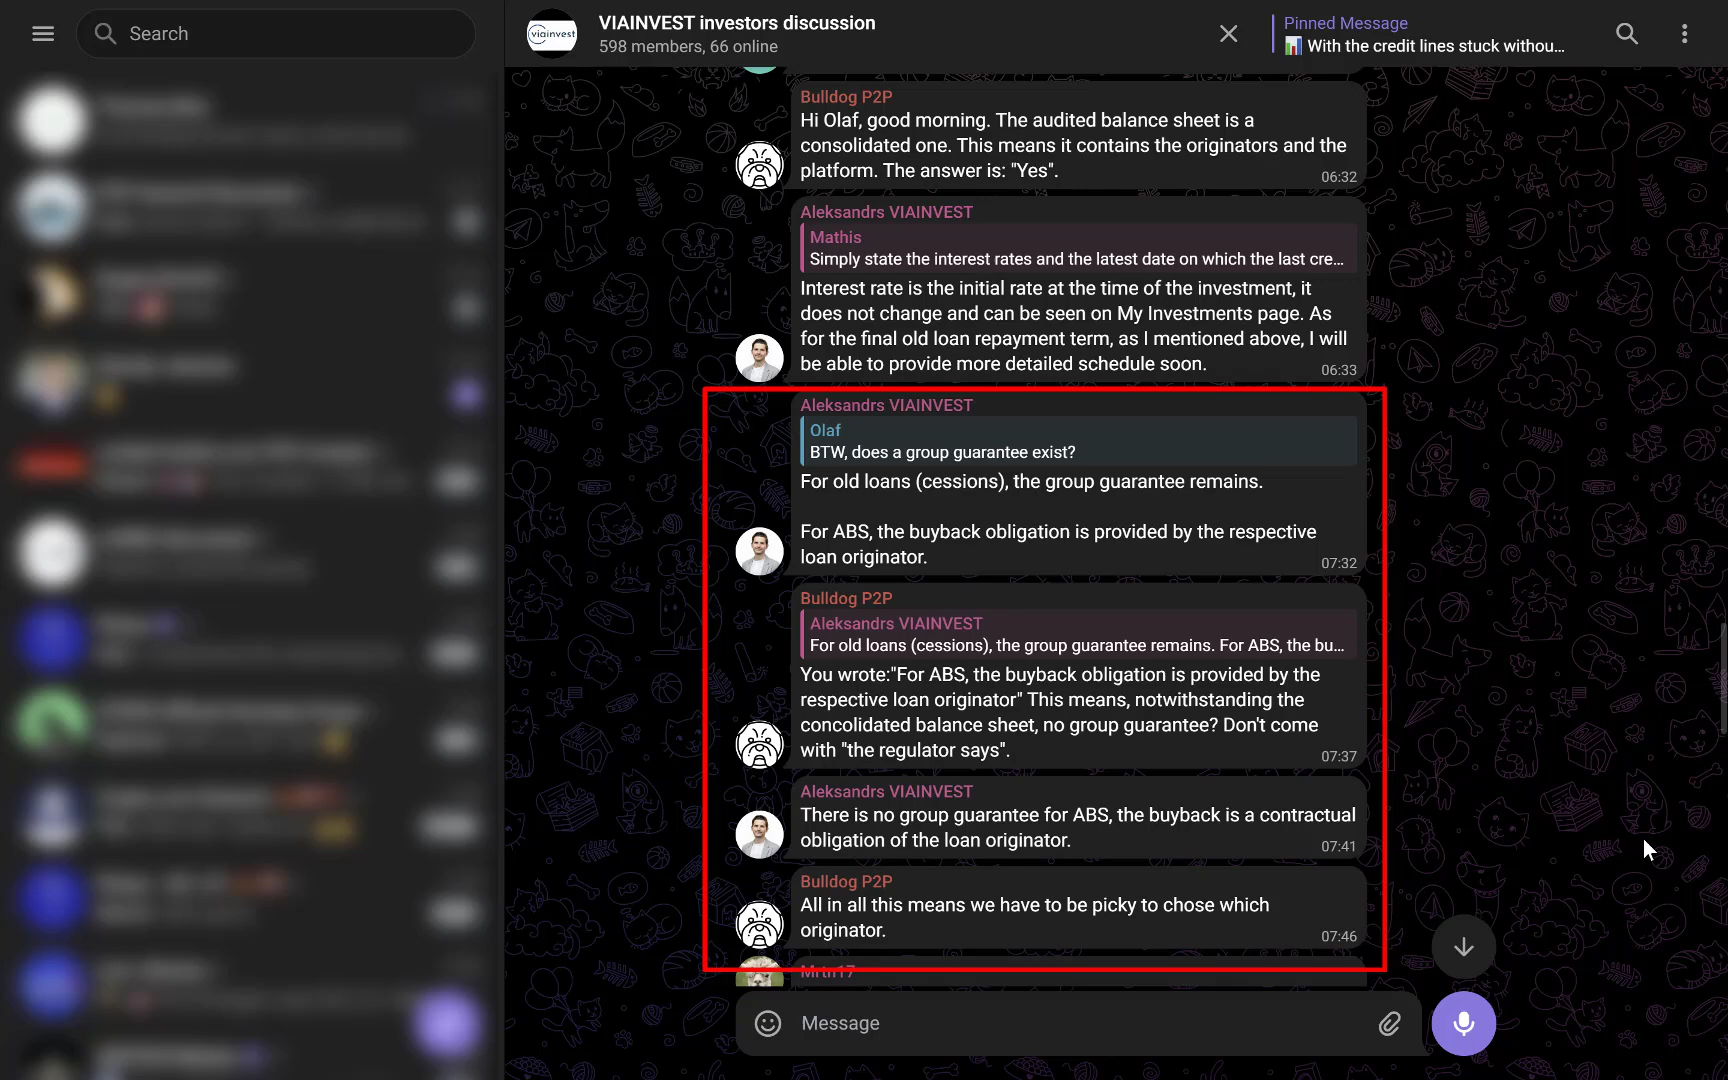 Search
viainvest
VIAINVEST investors discussion
598 members, 66 online
Pinned Message
With the credit lines stuck withou...
Bulldog P2P
Hi Olaf, good morning. The audited balance sheet is a
consolidated one. This means it contains the originators and the
platform. The answer is: "Yes".
06:32
Aleksandrs VIAINVEST
Mathis
Simply state the interest rates and the latest date on which the last cre...
Interest rate is the initial rate at the time of the investment, it
does not change and can be seen on My Investments page. As
for the final old loan repayment term, as I mentioned above, I will
be able to provide more detailed schedule soon.
06:33
Aleksandrs VIAINVEST
Olaf
BTW, does a group guarantee exist?
For old loans (cessions), the group guarantee remains.
For ABS, the buyback obligation is provided by the respective
loan originator.
07:32
Bulldog P2P
Aleksandrs VIAINVEST
For old loans (cessions), the group guarantee remains. For ABS, the bu...
You wrote:"For ABS, the buyback obligation is provided by the
respective loan originator" This means, notwithstanding the
concolidated balance sheet, no group guarantee? Don't come
with "the regulator says".
07:37
Aleksandrs VIAINVEST
There is no group guarantee for ABS, the buyback is a contractual
obligation of the loan originator.
07:41
Bulldog P2P
All in all this means we have to be picky to chose which
originator.
07:46
Mrtn17
Message